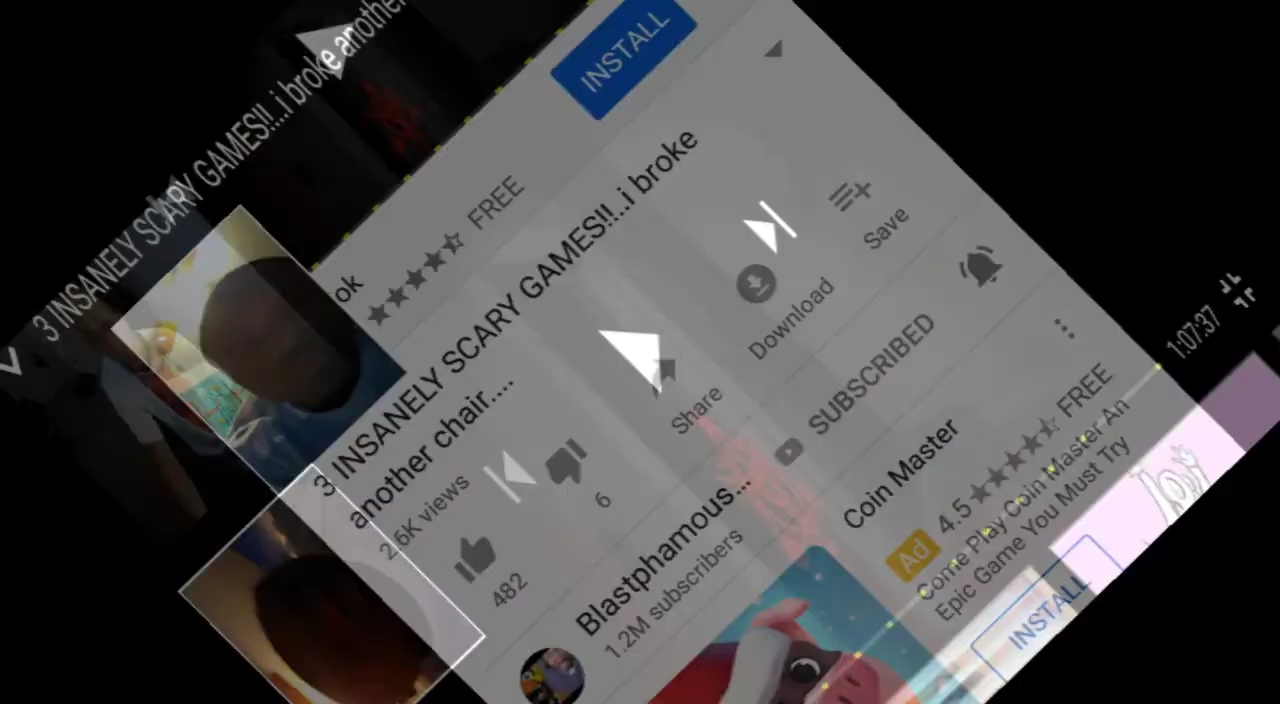 3 INSANELY SCARY GAMES!!...i broke another
INSTALL
ok
FREE
3 INSANELY SCARY GAMES!!...i broke
another chair...
2.6K views
482
6
Share
Download
Save
Blastphamous...
1.2M subscribers
SUBSCRIBED
1:07:37
Coin Master
Ad 4.5 FREE
Come Play Coin Master An
Epic Game You Must Try
INSTALL